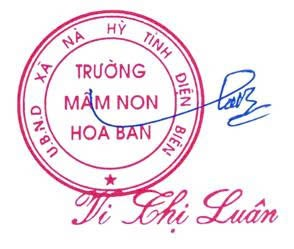 U.B.N.D XÃ NÀ HỲ TỈNH ĐIỆN BIÊN
TRƯỜNG
MẦM NON
HOA BAN
Vi Thị Luân